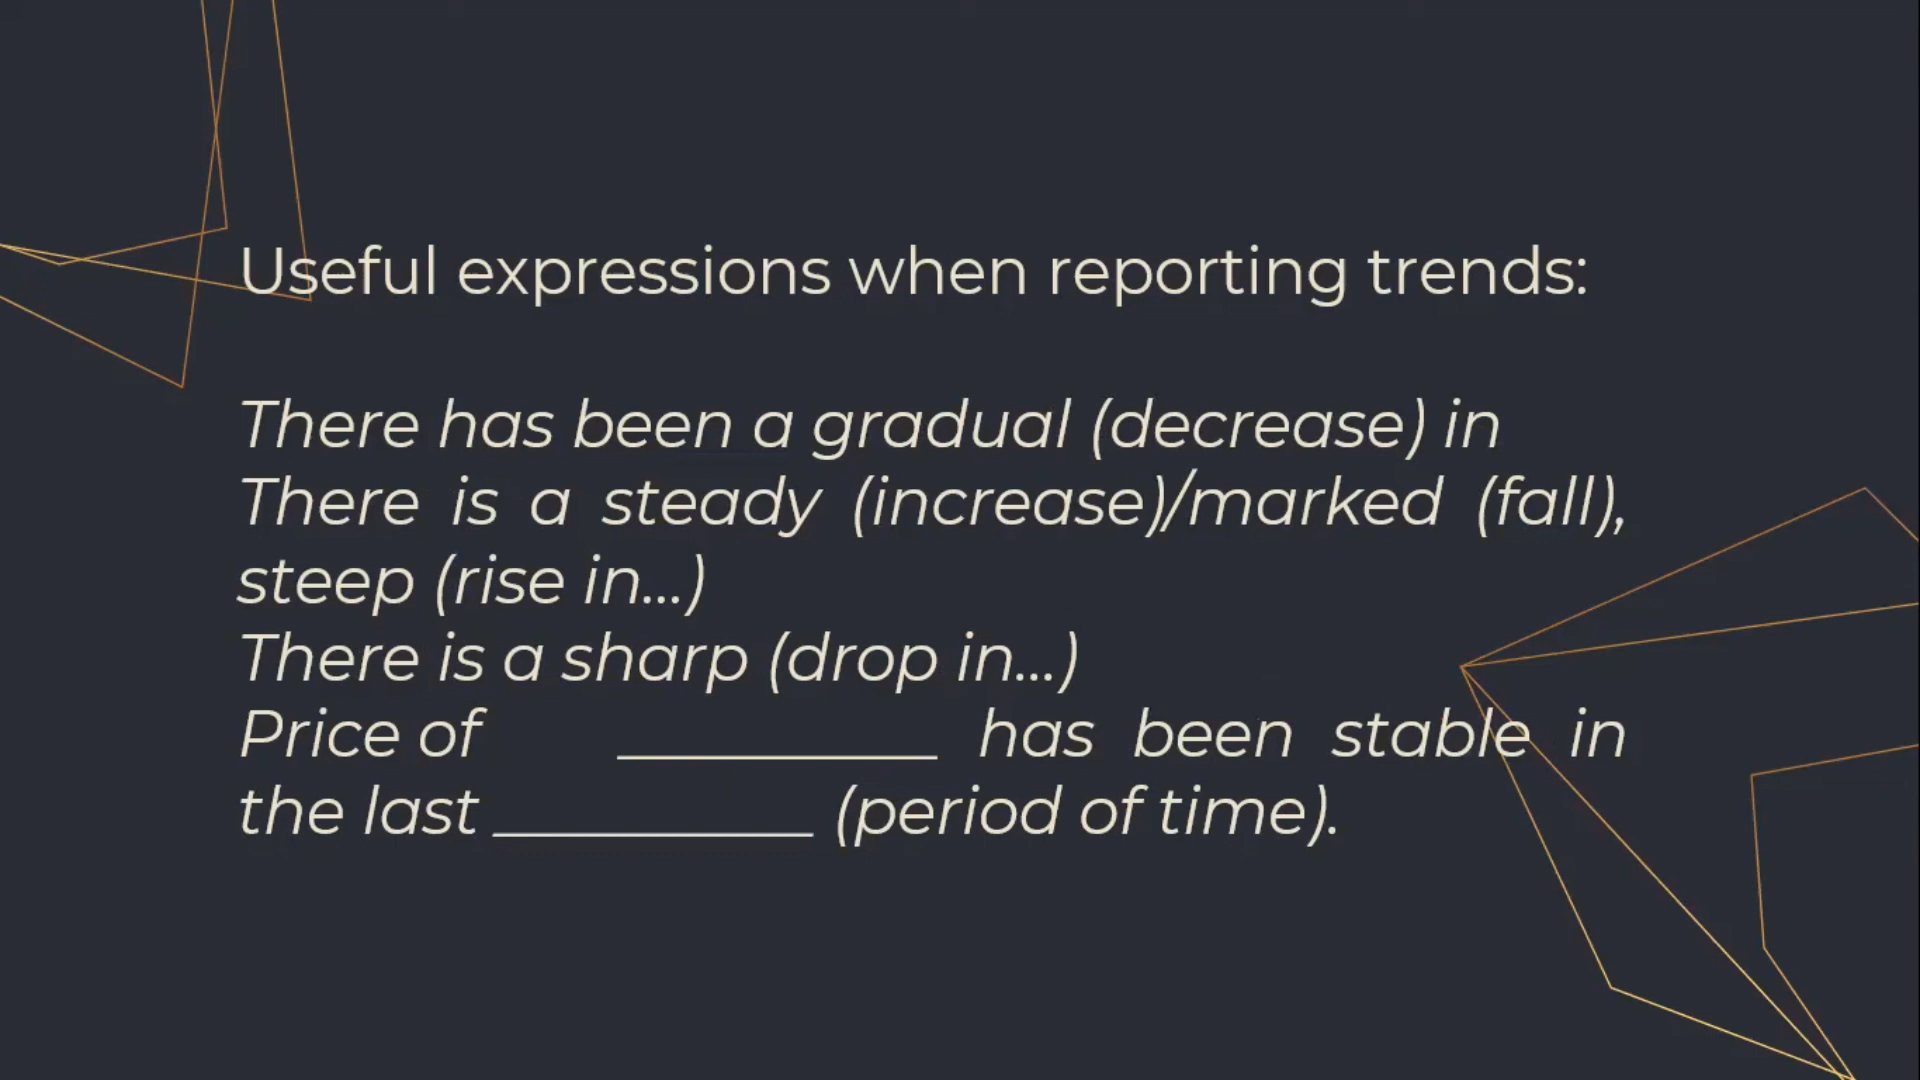 Useful expressions when reporting trends:
There has been a gradual (decrease) in
There is a steady (increase)/marked (fall),
steep (rise in...)
There is a sharp (drop in...)
Price of __________ has been stable in
the last __________ (period of time).